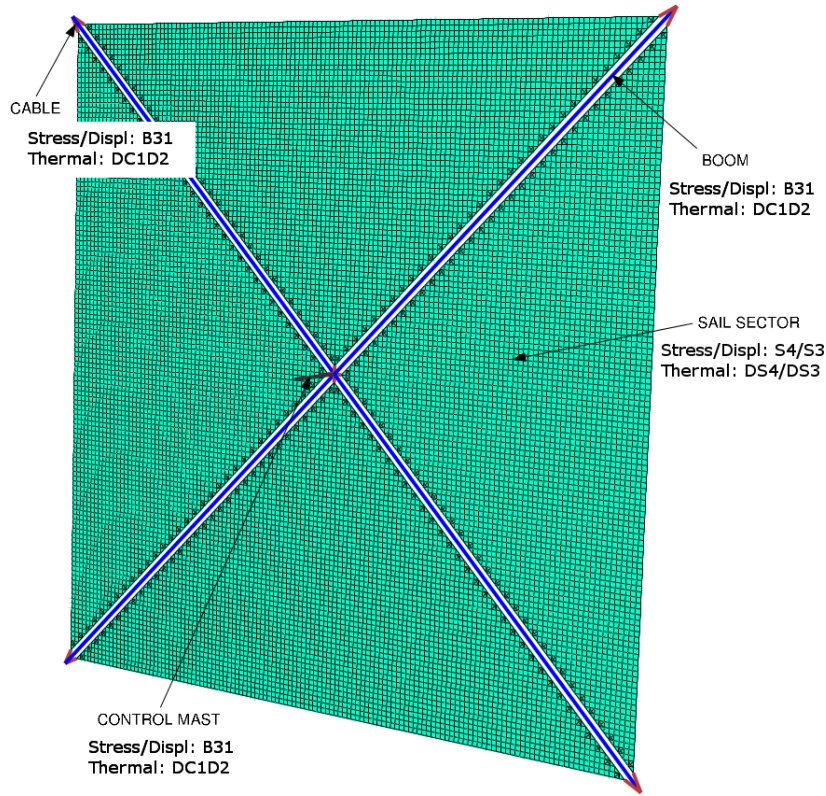 CABLE
Stress/Displ: B31
Thermal: DC1D2
BOOM
Stress/Displ: B31
Thermal: DC1D2
SAIL SECTOR
Stress/Displ: S4/S3
Thermal: DS4/DS3
CONTROL MAST
Stress/Displ: B31
Thermal: DC1D2